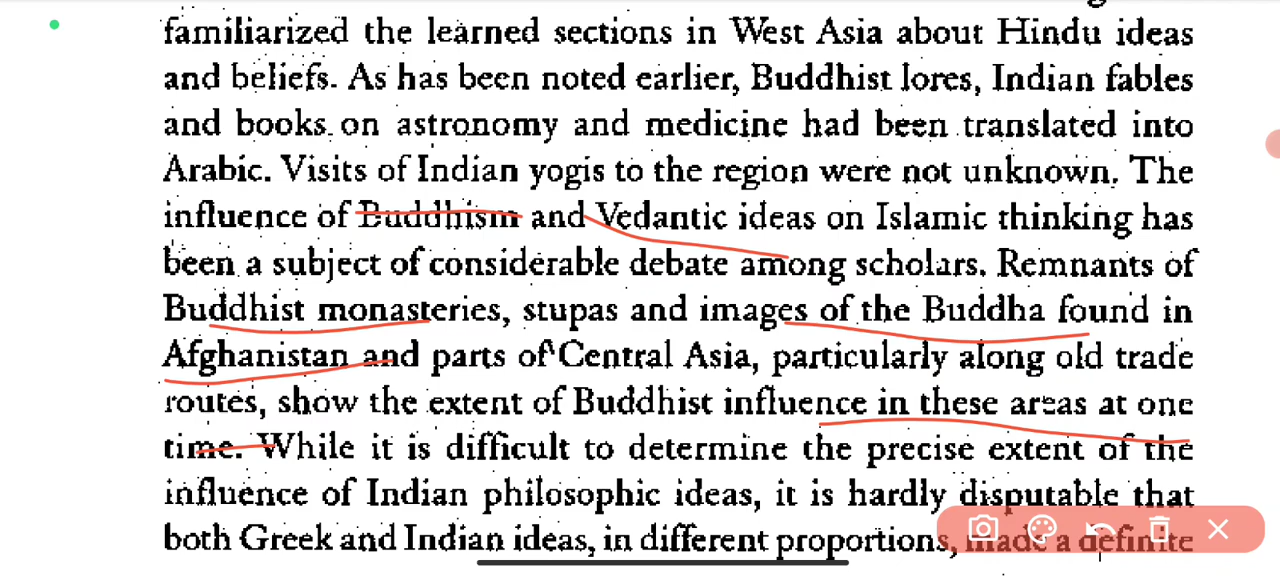 familiarized the learned sections in West Asia about Hindu ideas
and beliefs. As has been noted earlier, Buddhist lores, Indian fables
and books on astronomy and medicine had been translated into
Arabic. Visits of Indian yogis to the region were not unknown. The
influence of Buddhism and Vedantic ideas on Islamic thinking has
been a subject of considerable debate among scholars. Remnants of
Buddhist monasteries, stupas and images of the Buddha found in
Afghanistan and parts of Central Asia, particularly along old trade
routes, show the extent of Buddhist influence in these areas at one
time. While it is difficult to determine the precise extent of the
influence of Indian philosophic ideas, it is hardly disputable that
both Greek and Indian ideas, in different proportions, made a definite